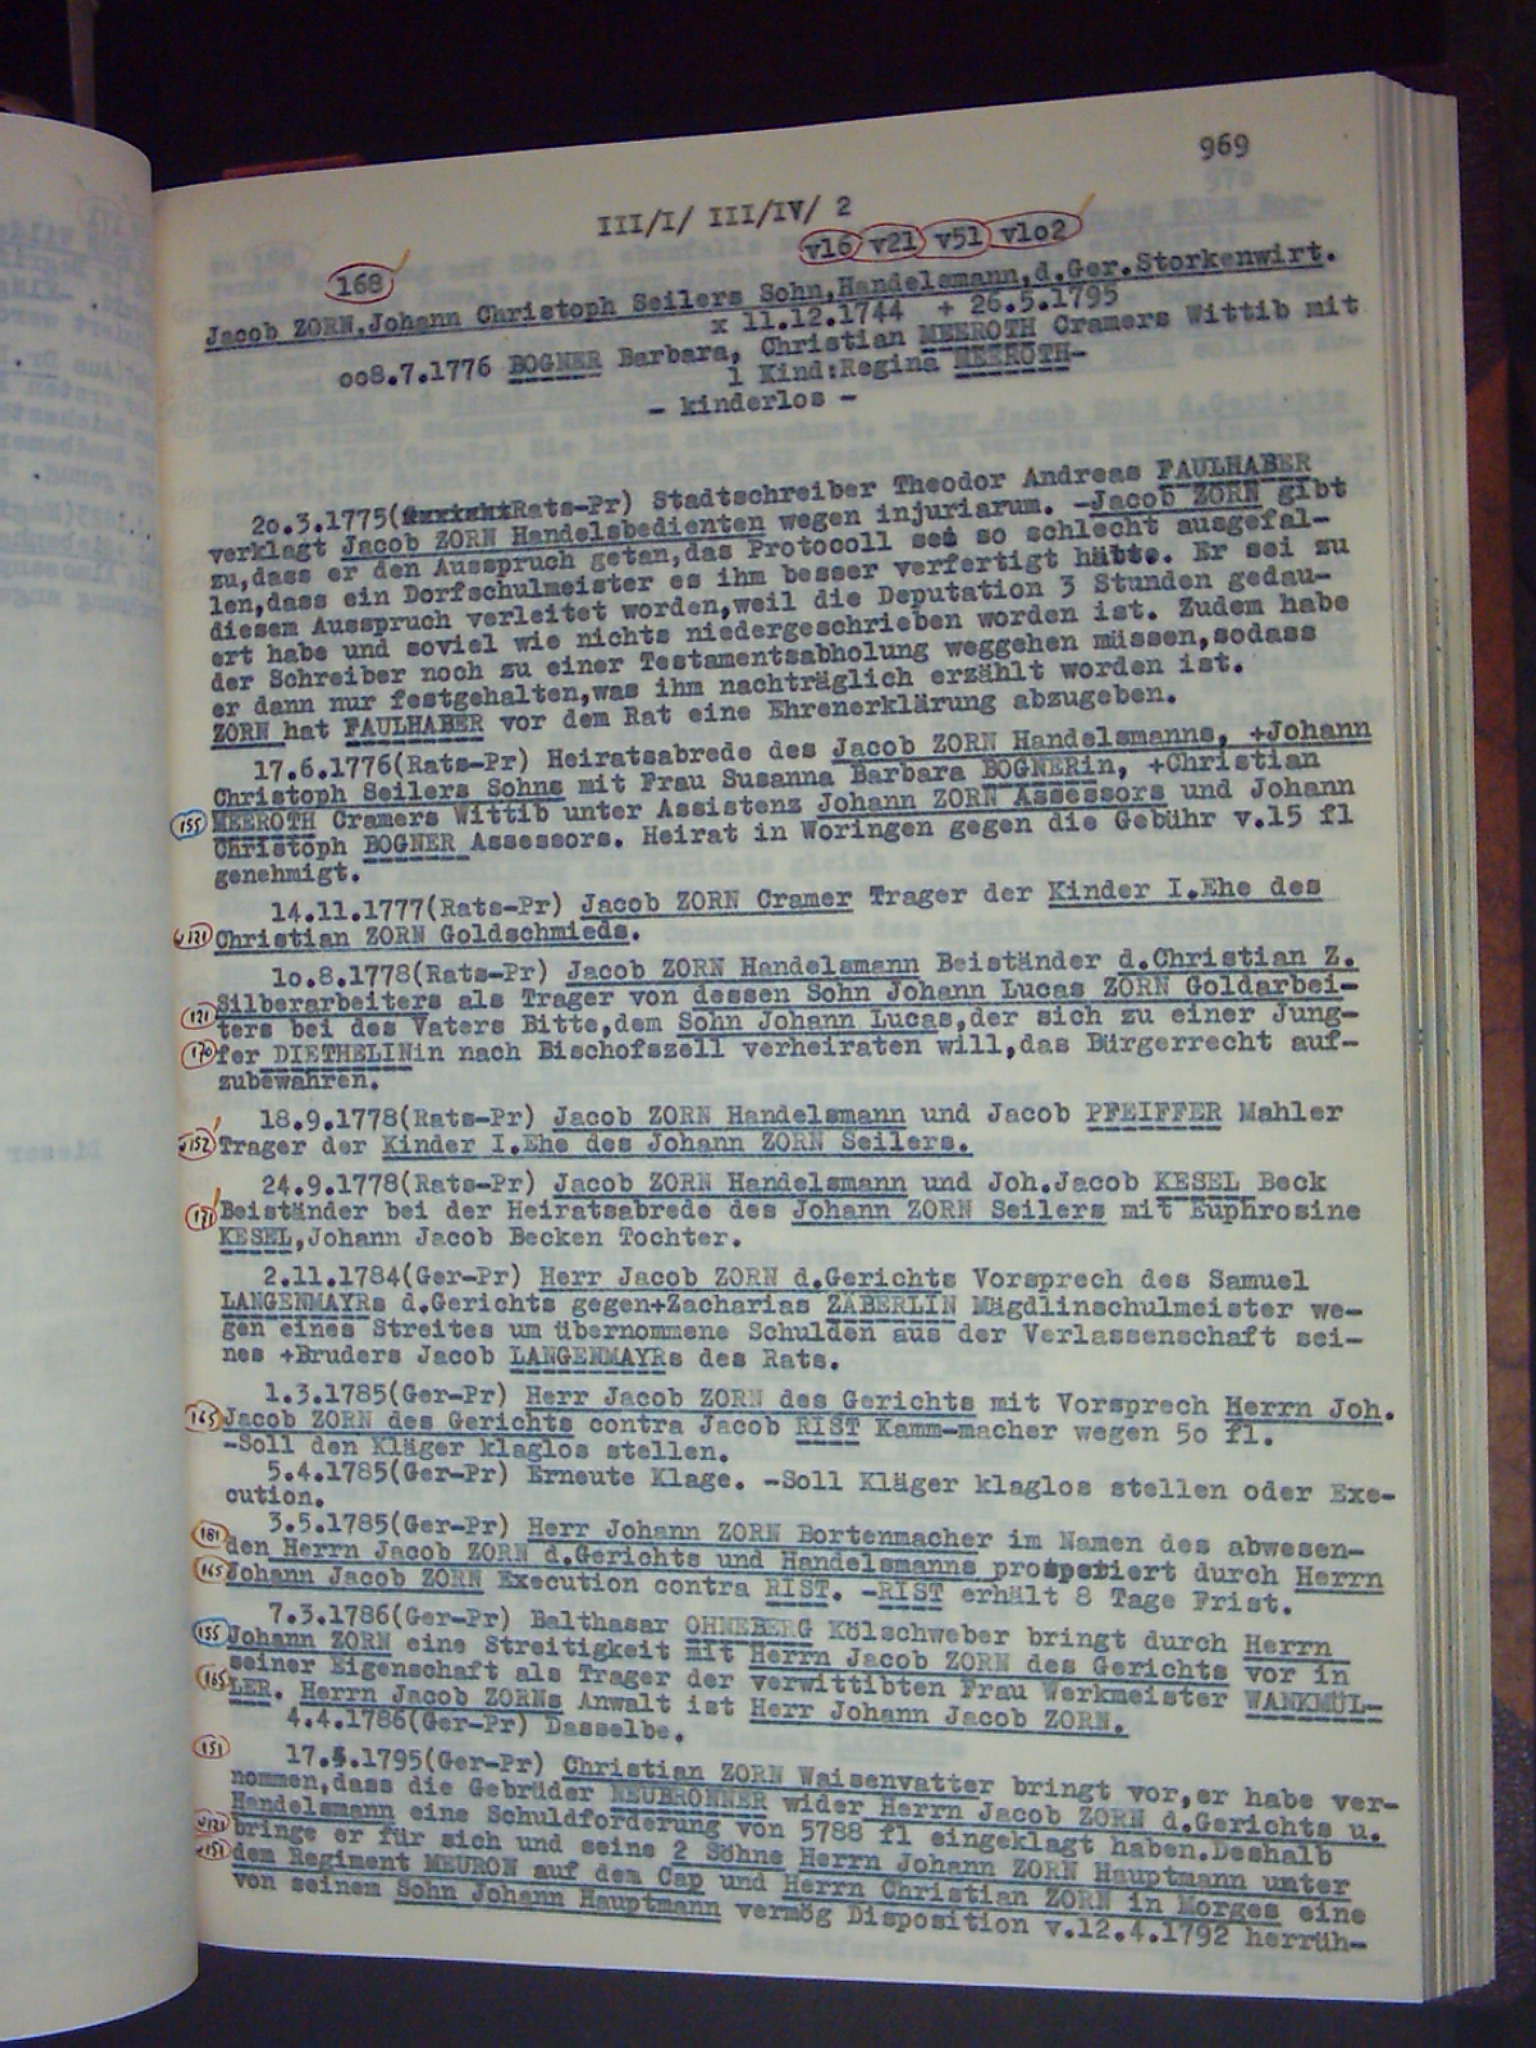 969
III/I/ III/IV/ 2
v16 v21 v51 v1o2
168
Jacob ZORN,Johann Christoph Seilers Sohn,Handelsmann,d.Ger.Storkenwirt.
x 11.12.1744 + 26.5.1795
oo8.7.1776 BOGNER Barbara, Christian MEEROTH Cramers Wittib mit
1 Kind:Regina MEEROTH-
- kinderlos -
2o.3.1775(Rats-Pr) Stadtschreiber Theodor Andreas FAULHABER
verklagt Jacob ZORN Handelsbedienten wegen injuriarum. -Jacob ZORN gibt
zu,dass er den Ausspruch getan,das Protocoll sei so schlecht ausgefal-
len,dass ein Dorfschulmeister es ihm besser verfertigt hätte. Er sei zu
diesem Ausspruch verleitet worden,weil die Deputation 3 Stunden gedau-
ert habe und soviel wie nichts niedergeschrieben worden ist. Zudem habe
der Schreiber noch zu einer Testamentsabholung weggehen müssen,sodass
er dann nur festgehalten,was ihm nachträglich erzählt worden ist.
ZORN hat FAULHABER vor dem Rat eine Ehrenerklärung abzugeben.
17.6.1776(Rats-Pr) Heiratsabrede des Jacob ZORN Handelsmanns, +Johann
Christoph Seilers Sohns mit Frau Susanna Barbara BOGNERin, +Christian
155 MEEROTH Cramers Wittib unter Assistenz Johann ZORN Assessors und Johann
Christoph BOGNER Assessors. Heirat in Woringen gegen die Gebühr v.15 fl
genehmigt.
14.11.1777(Rats-Pr) Jacob ZORN Cramer Trager der Kinder I.Ehe des
v121 Christian ZORN Goldschmieds.
1o.8.1778(Rats-Pr) Jacob ZORN Handelsmann Beiständer d.Christian Z.
121 Silberarbeiters als Trager von dessen Sohn Johann Lucas ZORN Goldarbei-
ters bei des Vaters Bitte,dem Sohn Johann Lucas,der sich zu einer Jung-
170 fer DIETHELINin nach Bischofszell verheiraten will,das Bürgerrecht auf-
zubewahren.
18.9.1778(Rats-Pr) Jacob ZORN Handelsmann und Jacob PFEIFFER Mahler
v152 Trager der Kinder I.Ehe des Johann ZORN Seilers.
24.9.1778(Rats-Pr) Jacob ZORN Handelsmann und Joh.Jacob KESEL Beck
171 Beiständer bei der Heiratsabrede des Johann ZORN Seilers mit Euphrosine
KESEL,Johann Jacob Becken Tochter.
2.11.1784(Ger-Pr) Herr Jacob ZORN d.Gerichts Vorsprech des Samuel
LANGENMAYRs d.Gerichts gegen+Zacharias ZÄBERLIN Mägdlinschulmeister we-
gen eines Streites um übernommene Schulden aus der Verlassenschaft sei-
nes +Bruders Jacob LANGENMAYRs des Rats.
1.3.1785(Ger-Pr) Herr Jacob ZORN des Gerichts mit Vorsprech Herrn Joh.
165 Jacob ZORN des Gerichts contra Jacob RIST Kamm-macher wegen 5o fl.
-Soll den Kläger klaglos stellen.
5.4.1785(Ger-Pr) Erneute Klage. -Soll Kläger klaglos stellen oder Exe-
cution.
3.5.1785(Ger-Pr) Herr Johann ZORN Bortenmacher im Namen des abwesen-
181 den Herrn Jacob ZORN d.Gerichts und Handelsmanns durch Herrn
165 Johann Jacob ZORN Execution contra RIST. -RIST erhält 8 Tage Frist.
7.3.1786(Ger-Pr) Balthasar OHNEBERG Kölschweber bringt durch Herrn
155 Johann ZORN eine Streitigkeit mit Herrn Jacob ZORN des Gerichts vor in
seiner Eigenschaft als Trager der verwittibten Frau Werkmeister WANKMÜL-
165 LER. Herrn Jacob ZORNs Anwalt ist Herr Johann Jacob ZORN.
4.4.1786(Ger-Pr) Dasselbe.
151 17.4.1795(Ger-Pr) Christian ZORN Waisenvatter bringt vor,er habe ver-
nommen,dass die Gebrüder NEUBRONNER wider Herrn Jacob ZORN d.Gerichts u.
Handelsmann eine Schuldforderung von 5788 fl eingeklagt haben.Deshalb
bringe er für sich und seine 2 Söhne Herrn Johann ZORN Hauptmann unter
v151 dem Regiment MEURON auf dem Cap und Herrn Christian ZORN in Morges eine
von seinem Sohn Johann Hauptmann vermög Disposition v.12.4.1792 herrüh-